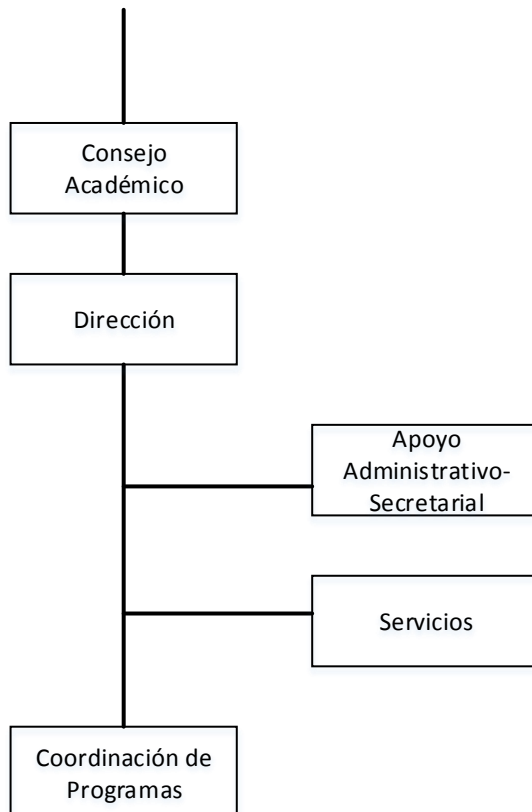 Consejo
Académico
Dirección
Apoyo
Administrativo-
Secretarial
Servicios
Coordinación de
Programas